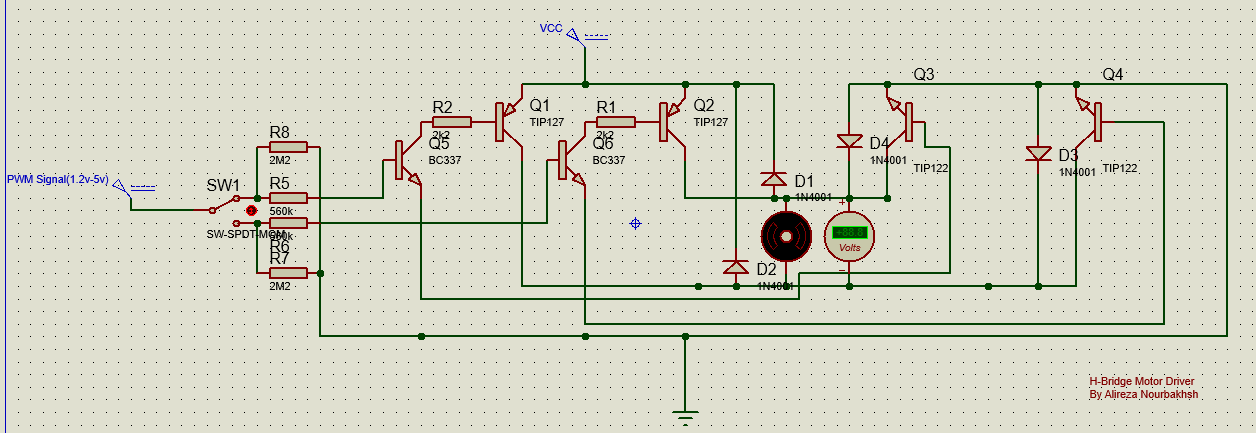 VCC
Q3
Q4
R2
Q1
R1
Q2
TIP127
TIP127
2k2
2k2
R8
Q5
Q6
D4
BC337
BC337
1N4001
D3
2M2
TIP122
1N4001
TIP122
PWM Signal(1.2v-5v)
SW1
R5
D1
1N4001
560k
SW-SPDT-MOM
560k
R6
Volts
R7
D2
2M2
1N4001
H-Bridge Motor Driver
By Alireza Nourbakhsh